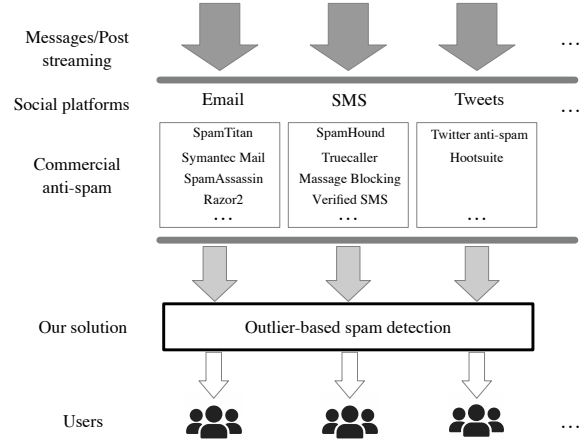 Messages/Post
streaming
…
Social platforms
Email
SMS
Tweets
…
Commercial
anti-spam
SpamTitan
Symantec Mail
SpamAssassin
Razor2
…
SpamHound
Truecaller
Massage Blocking
Verified SMS
…
Twitter anti-spam
Hootsuite
…
Our solution
Outlier-based spam detection
Users
…